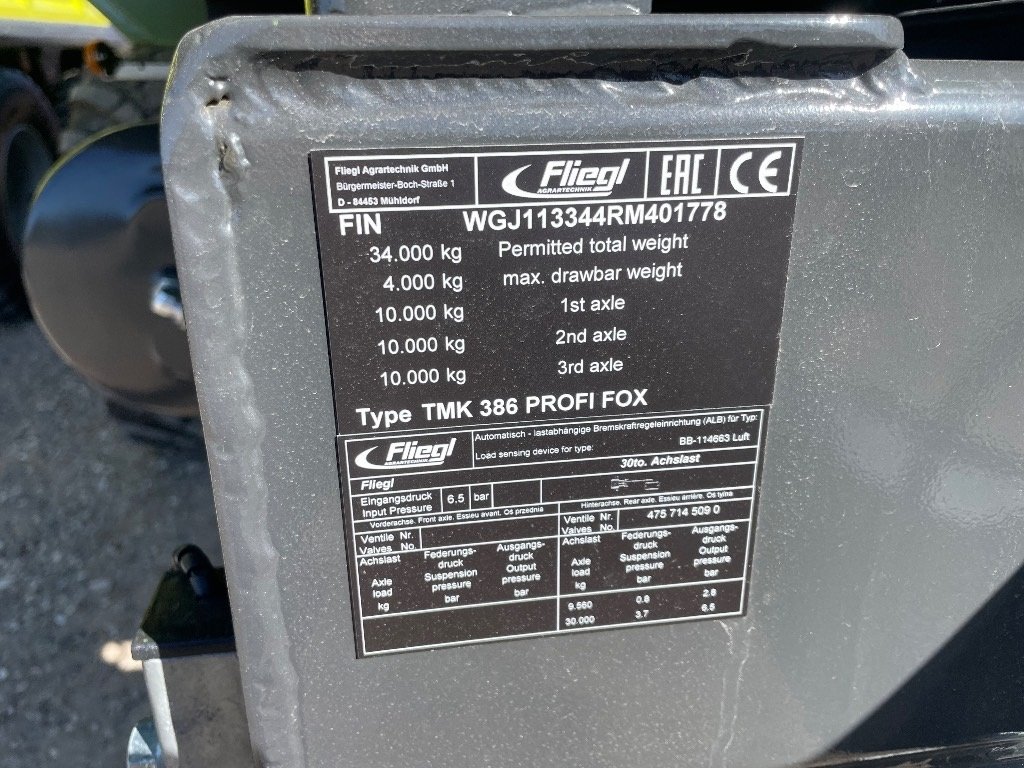 Fliegl Agrartechnik GmbH
Bürgermeister-Boch-Straße 1
D - 84453 Mühldorf
Fliegl
AGRARTECHNIK
EAC
CE
FIN WGJ113344RM401778
34.000 kg Permitted total weight
4.000 kg max. drawbar weight
10.000 kg 1st axle
10.000 kg 2nd axle
10.000 kg 3rd axle
Type TMK 386 PROFI FOX
Fliegl
AGRARTECHNIK
Automatisch - lastabhängige Bremskraftregeleinrichtung (ALB) für Typ:
Load sensing device for type: BB-114663 Luft
Fliegl 30to. Achslast
Eingangsdruck
Input Pressure 6.5 bar
Vorderachse. Front axle. Essieu avant. Os przednia
Hinterachse. Rear axle. Essieu arrière. Os tylna
Ventile Nr.
Valves No.
Ventile Nr.
Valves No. 475 714 509 0
Achslast Federungs- Ausgangs-
druck druck
Axle Suspension Output
load pressure pressure
kg bar bar
Achslast Federungs- Ausgangs-
druck druck
Axle Suspension Output
load pressure pressure
kg bar bar
9.560 0.8 2.8
30.000 3.7 6.5